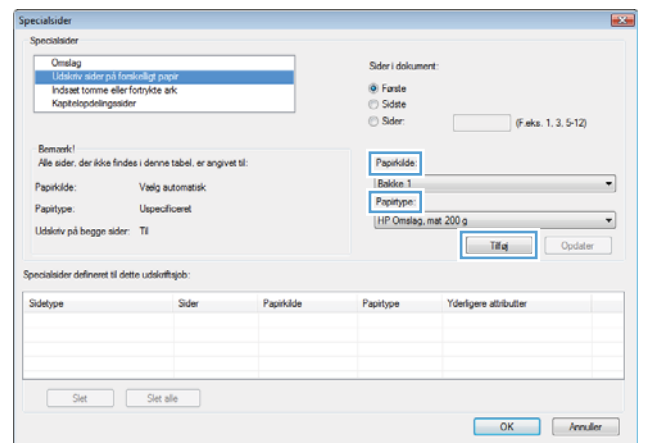 Specialsider
Specialsider
Omslag
Udskriv sider på forskelligt papir
Indsæt tomme eller fortrykte ark
Kapitelopdelingssider
Sider i dokument:
Første
Sidste
Sider: (F.eks. 1, 3, 5-12)
Bemærk!
Alle sider, der ikke findes i denne tabel, er angivet til:
Papirkilde: Vælg automatisk
Papirtype: Uspecificeret
Udskriv på begge sider: Til
Papirkilde:
Bakke 1
Papirtype:
HP Omslag, mat 200 g
Tilføj Opdater
Specialsider defineret til dette udskriftsjob:
Sidetype Sider Papirkilde Papirtype Yderligere attributter
Slet Slet alle
OK Annuller